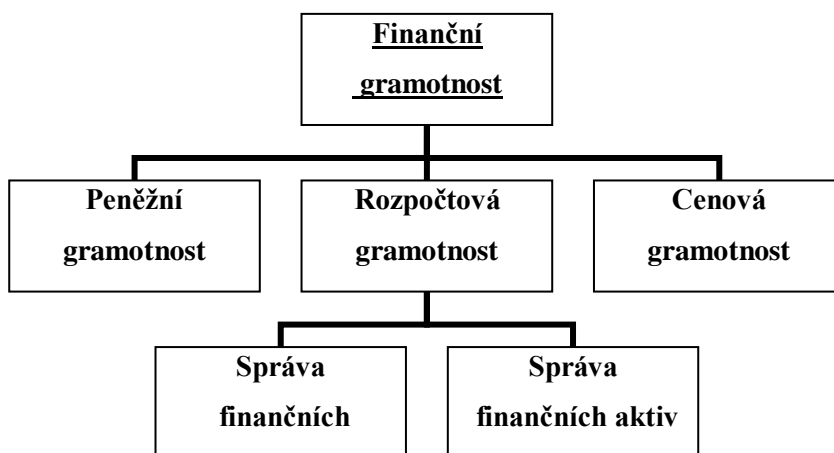 Finanční
gramotnost
Peněžní
gramotnost
Rozpočtová
gramotnost
Cenová
gramotnost
Správa
finančních
Správa
finančních aktiv